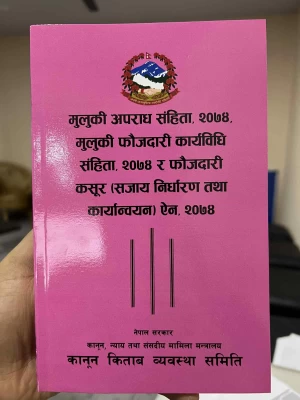 मुलुकी अपराध संहिता, २०७४,
मुलुकी फौजदारी कार्यविधि
संहिता, २०७४ र फौजदारी
कसूर (सजाय निर्धारण तथा
कार्यान्वयन) ऐन, २०७४
नेपाल सरकार
कानून, न्याय तथा संसदीय मामिला मन्त्रालय
कानून किताब व्यवस्था समिति